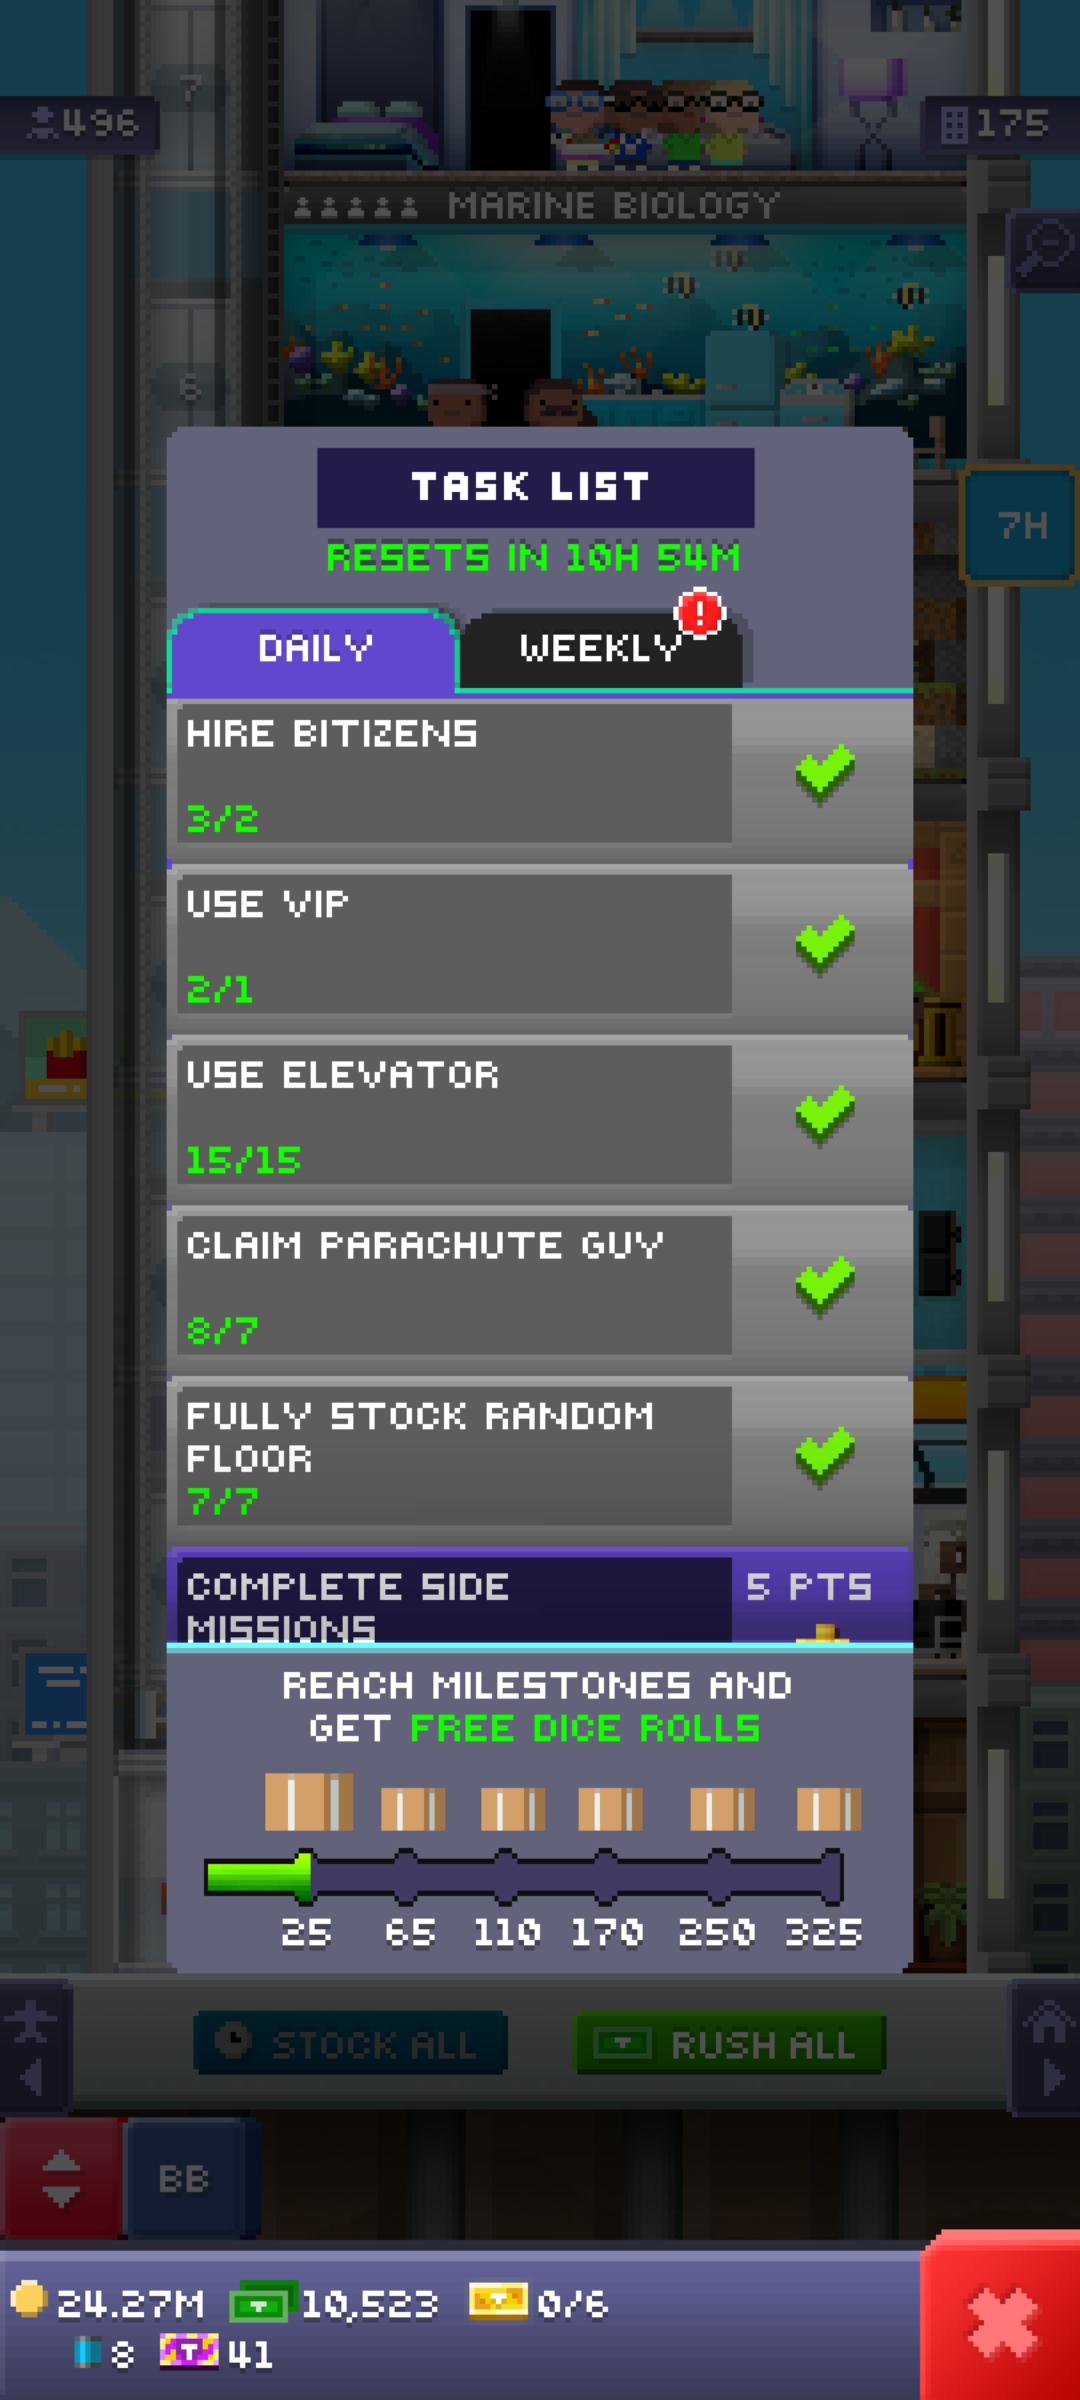 7
496
175
MARINE BIOLOGY
6
TASK LIST
RESETS IN 10H 54M
7H
DAILY
WEEKLY
!
HIRE BITIZENS
3/2
USE VIP
2/1
USE ELEVATOR
15/15
CLAIM PARACHUTE GUY
8/7
FULLY STOCK RANDOM
FLOOR
7/7
COMPLETE SIDE
MISSIONS
5 PTS
REACH MILESTONES AND
GET FREE DICE ROLLS
25 65 110 170 250 325
STOCK ALL
RUSH ALL
BB
24.27M 10,523 0/6
8 41